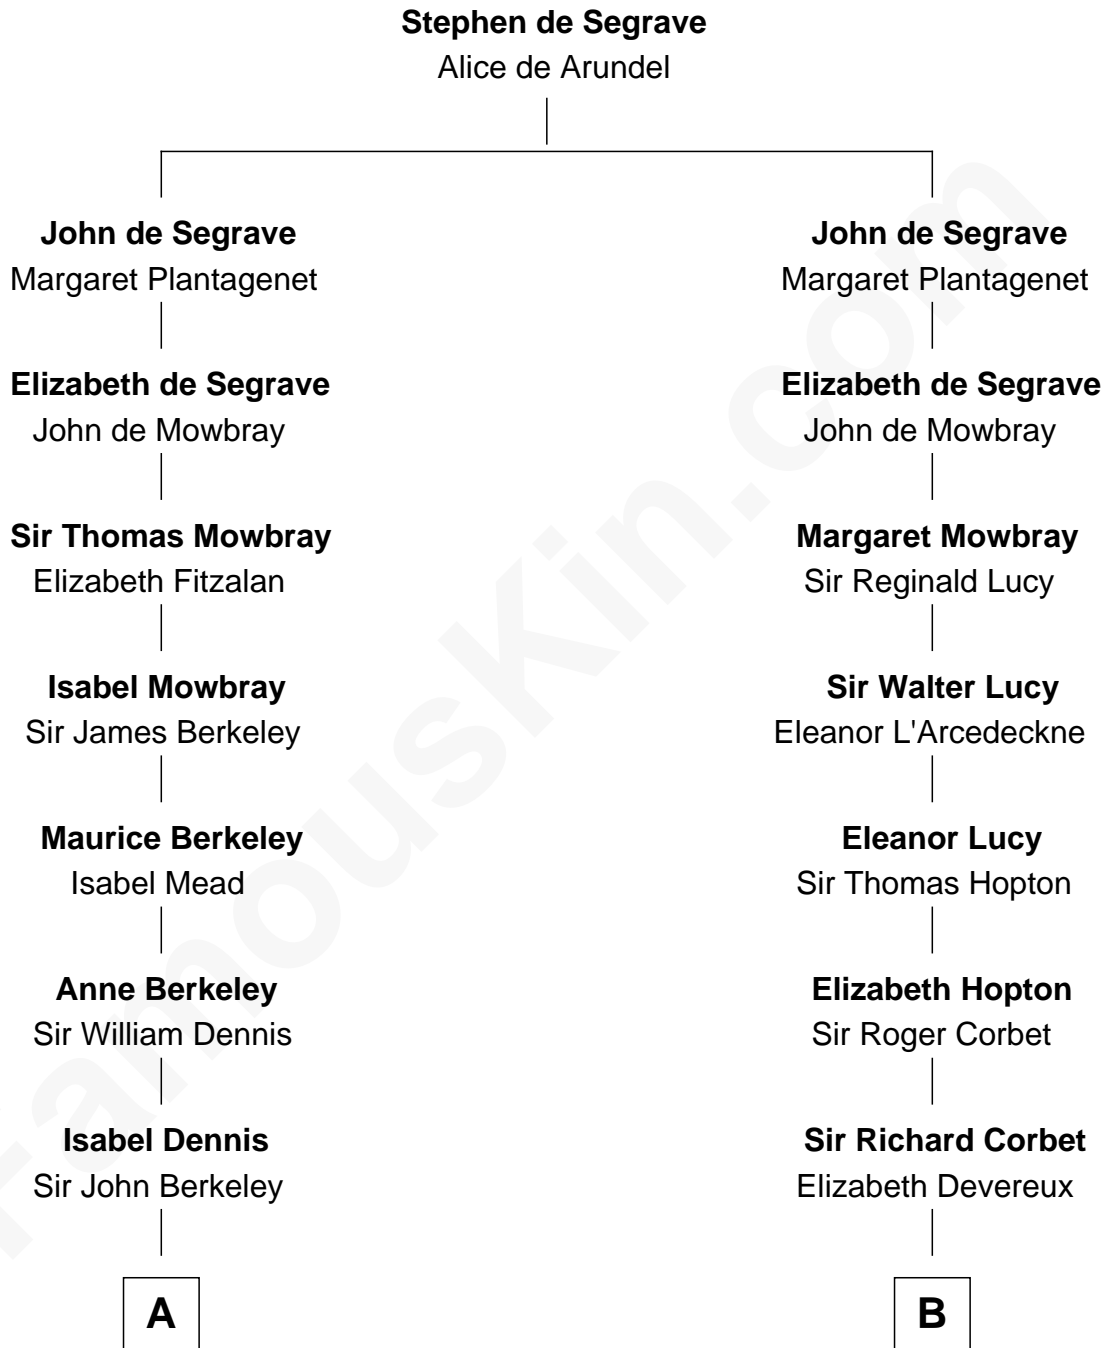 Stephen de Segrave
Alice de Arundel
John de Segrave
Margaret Plantagenet
Elizabeth de Segrave
John de Mowbray
Sir Thomas Mowbray
Elizabeth Fitzalan
Isabel Mowbray
Sir James Berkeley
Maurice Berkeley
Isabel Mead
Anne Berkeley
Sir William Dennis
Isabel Dennis
Sir John Berkeley
A
John de Segrave
Margaret Plantagenet
Elizabeth de Segrave
John de Mowbray
Margaret Mowbray
Sir Reginald Lucy
Sir Walter Lucy
Eleanor L'Arcedeckne
Eleanor Lucy
Sir Thomas Hopton
Elizabeth Hopton
Sir Roger Corbet
Sir Richard Corbet
Elizabeth Devereux
B
FamousKin.com